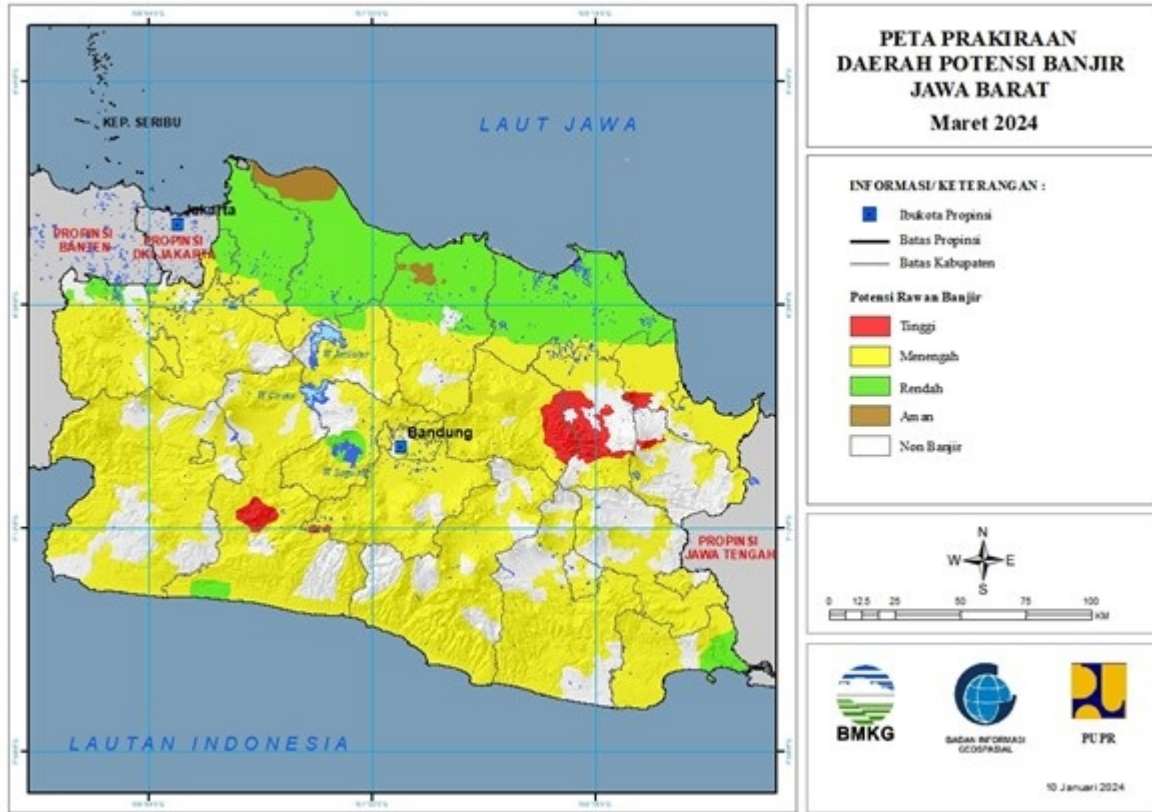 PETA PRAKIRAAN
DAERAH POTENSI BANJIR
JAWA BARAT
Maret 2024
KEP. SERIBU
LAUT JAWA
Jakarta
PROPINSI
BANTEN
PROPINSI
DKI JAKARTA
Bandung
PROPINSI
JAWA TENGAH
LAUTAN INDONESIA
INFORMASI/KETERANGAN :
Ibukota Propinsi
Batas Propinsi
Batas Kabupaten
Potensi Rawan Banjir
Tinggi
Menengah
Rendah
Aman
Non Banjir
N
W E
S
0 12.5 25 50 75 100
KM
BMKG
BADAN INFORMASI
GEOSPASIAL
PUPR
10 Januari 2024